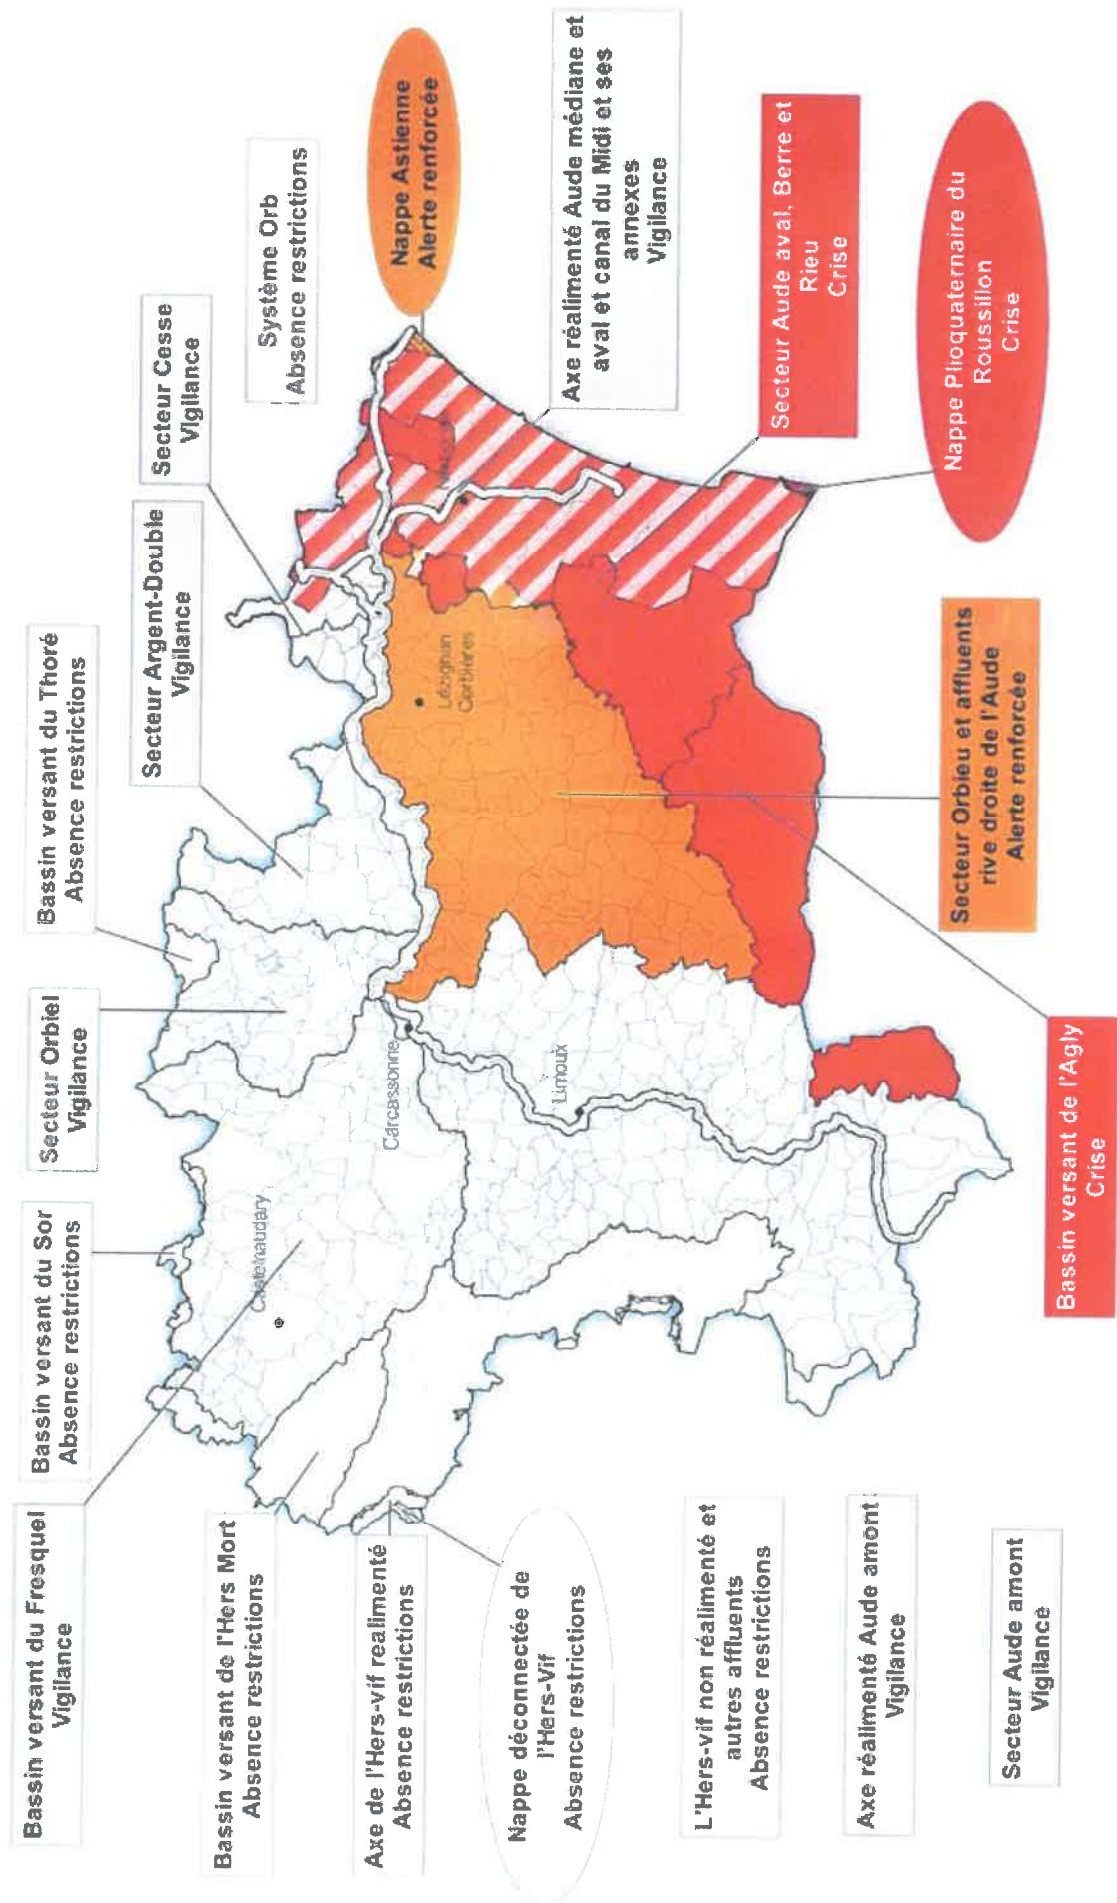 Bassin versant du Fresquel
Vigilance
Bassin versant du Sor
Absence restrictions
Secteur Orbiel
Vigilance
Bassin versant du Thoré
Absence restrictions
Secteur Argent-Double
Vigilance
Secteur Cesse
Vigilance
Système Orb
Absence restrictions
Nappe Astienne
Alerte renforcée
Bassin versant de l'Hers Mort
Absence restrictions
Axe de l'Hers-vif realimenté
Absence restrictions
Nappe déconnectée de
l'Hers-Vif
Absence restrictions
L'Hers-vif non réalimenté et
autres affluents
Absence restrictions
Axe réalimenté Aude amont
Vigilance
Secteur Aude amont
Vigilance
Castelnaudary
Carcassonne
Limoux
Lézignan
Corbières
Axe réalimenté Aude médiane et
aval et canal du Midi et ses
annexes
Vigilance
Secteur Aude aval, Berre et
Rieu
Crise
Nappe Plioquaternaire du
Roussillon
Crise
Secteur Orbieu et affluents
rive droite de l'Aude
Alerte renforcée
Bassin versant de l'Agly
Crise